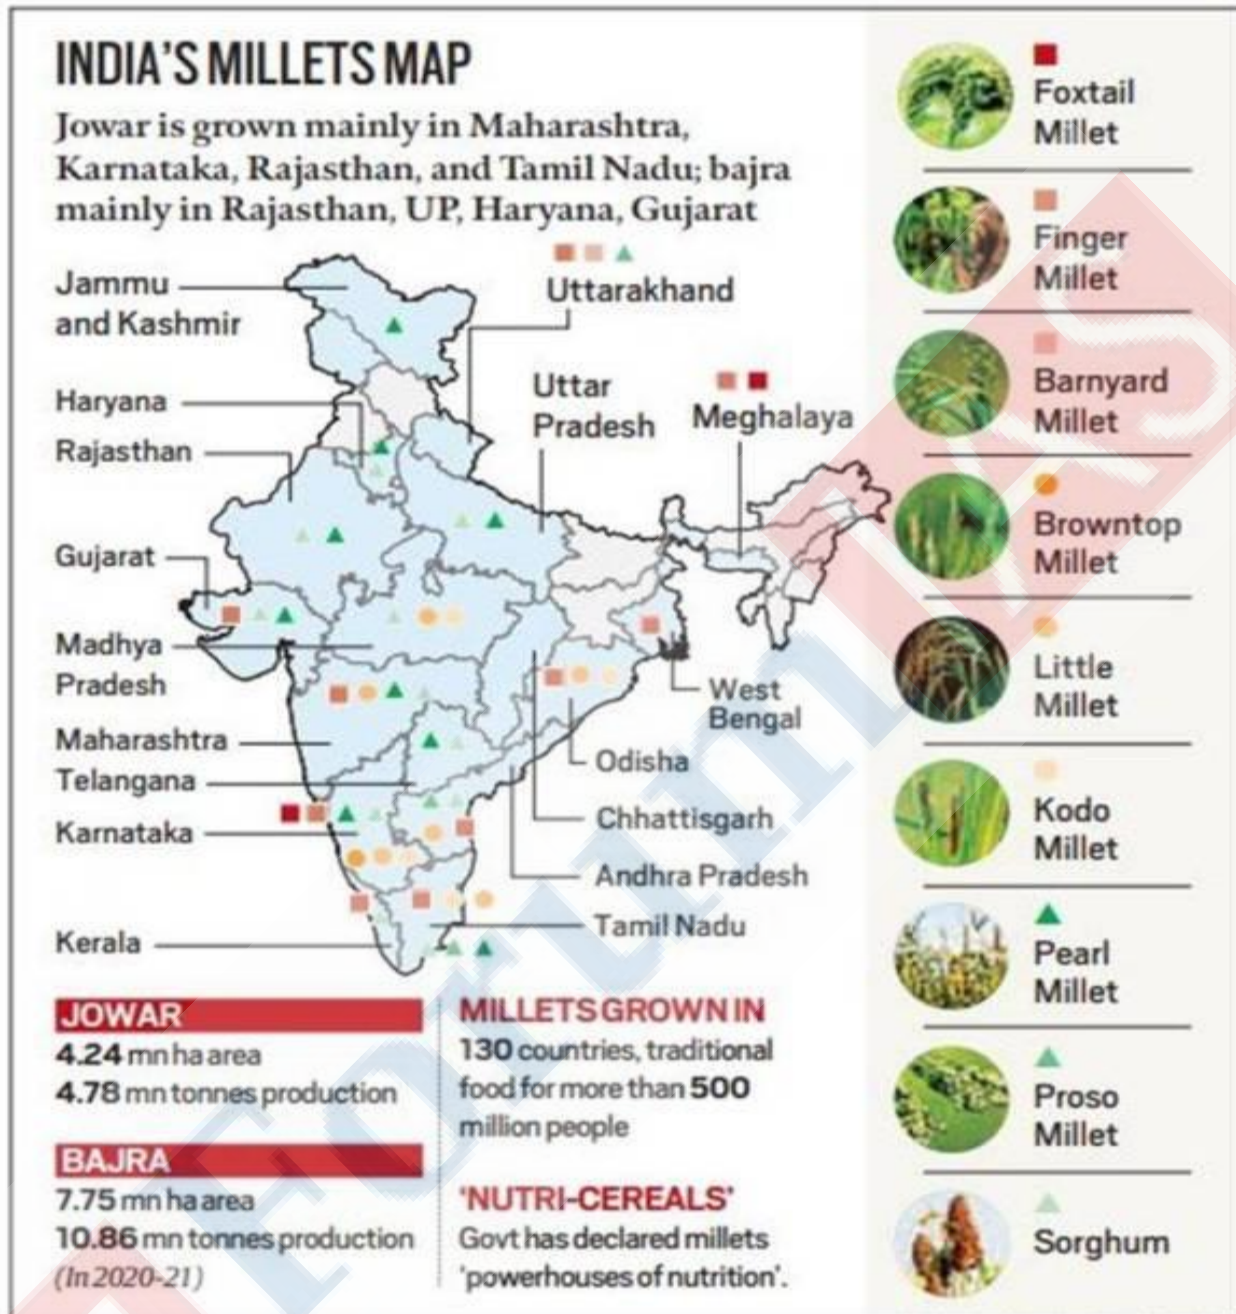 INDIA'S MILLETS MAP
Jowar is grown mainly in Maharashtra,
Karnataka, Rajasthan, and Tamil Nadu; bajra
mainly in Rajasthan, UP, Haryana, Gujarat
Jammu
and Kashmir
Uttarakhand
Haryana
Rajasthan
Uttar
Pradesh
Meghalaya
Gujarat
Madhya
Pradesh
Maharashtra
Telangana
Karnataka
Kerala
West
Bengal
Odisha
Chhattisgarh
Andhra Pradesh
Tamil Nadu
JOWAR
4.24 mn ha area
4.78 mn tonnes production
BAJRA
7.75 mn ha area
10.86 mn tonnes production
(In 2020-21)
MILLETS GROWN IN
130 countries, traditional
food for more than 500
million people
'NUTRI-CEREALS'
Govt has declared millets
'powerhouses of nutrition'.
Foxtail
Millet
Finger
Millet
Barnyard
Millet
Browntop
Millet
Little
Millet
Kodo
Millet
Pearl
Millet
Proso
Millet
Sorghum
Forum IAS